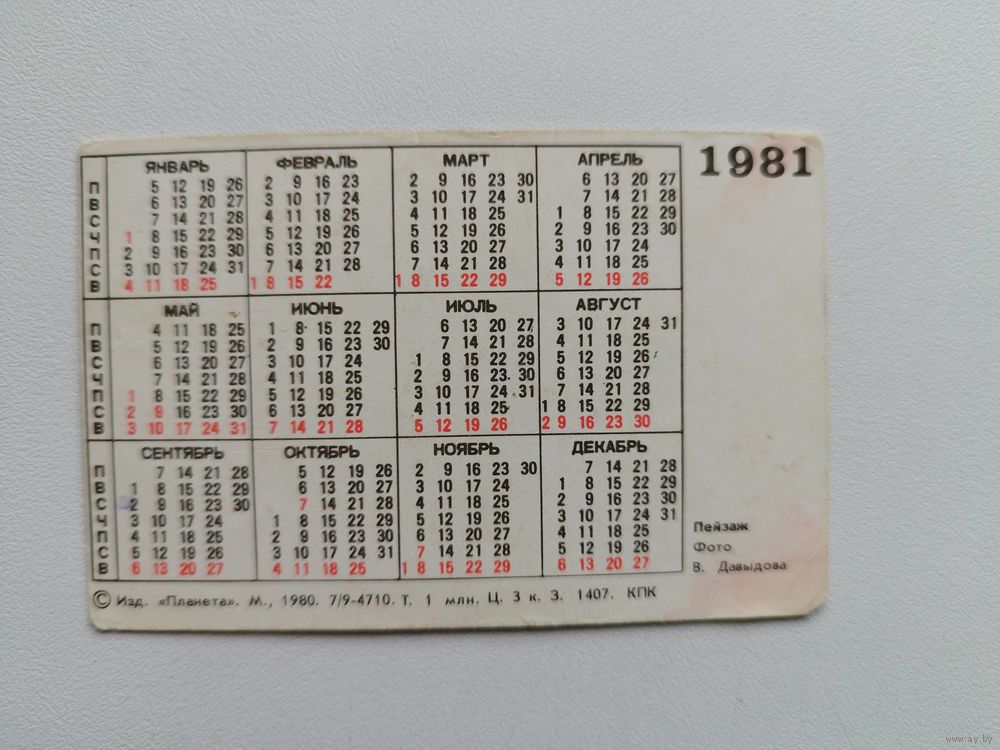 1981
ЯНВАРЬ ФЕВРАЛЬ МАРТ АПРЕЛЬ
П 5 12 19 26 2 9 16 23 2 9 16 23 30 6 13 20 27
В 6 13 20 27 3 10 17 24 3 10 17 24 31 7 14 21 28
С 7 14 21 28 4 11 18 25 4 11 18 25 1 8 15 22 29
Ч 1 8 15 22 29 5 12 19 26 5 12 19 26 2 9 16 23 30
П 2 9 16 23 30 6 13 20 27 6 13 20 27 3 10 17 24
С 3 10 17 24 31 7 14 21 28 7 14 21 28 4 11 18 25
В 4 11 18 25 1 8 15 22 1 8 15 22 29 5 12 19 26
МАЙ ИЮНЬ ИЮЛЬ АВГУСТ
П 4 11 18 25 1 8 15 22 29 6 13 20 27 3 10 17 24 31
В 5 12 19 26 2 9 16 23 30 7 14 21 28 4 11 18 25
С 6 13 20 27 3 10 17 24 1 8 15 22 29 5 12 19 26
Ч 7 14 21 28 4 11 18 25 2 9 16 23 30 6 13 20 27
П 1 8 15 22 29 5 12 19 26 3 10 17 24 31 7 14 21 28
С 2 9 16 23 30 6 13 20 27 4 11 18 25 1 8 15 22 29
В 3 10 17 24 31 7 14 21 28 5 12 19 26 2 9 16 23 30
СЕНТЯБРЬ ОКТЯБРЬ НОЯБРЬ ДЕКАБРЬ
П 7 14 21 28 5 12 19 26 2 9 16 23 30 7 14 21 28
В 1 8 15 22 29 6 13 20 27 3 10 17 24 1 8 15 22 29
С 2 9 16 23 30 7 14 21 28 4 11 18 25 2 9 16 23 30
Ч 3 10 17 24 1 8 15 22 29 5 12 19 26 3 10 17 24 31
П 4 11 18 25 2 9 16 23 30 6 13 20 27 4 11 18 25
С 5 12 19 26 3 10 17 24 31 7 14 21 28 5 12 19 26
В 6 13 20 27 4 11 18 25 1 8 15 22 29 6 13 20 27
Пейзаж
Фото
В. Давыдова
© Изд. «Планета». М., 1980. 7/9-4710. Т. 1 млн. Ц. 3 к. З. 1407. КПК
www.ay.by